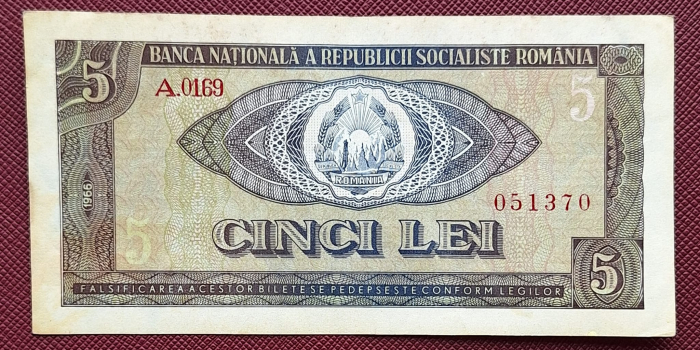 BANCA NAȚIONALĂ A REPUBLICII SOCIALISTE ROMÂNIA
5
A.0169
5
ROMANIA
1966
051370
5
CINCI LEI
5
FALSIFICAREA ACESTOR BILETE SE PEDEPSEȘTE CONFORM LEGILOR